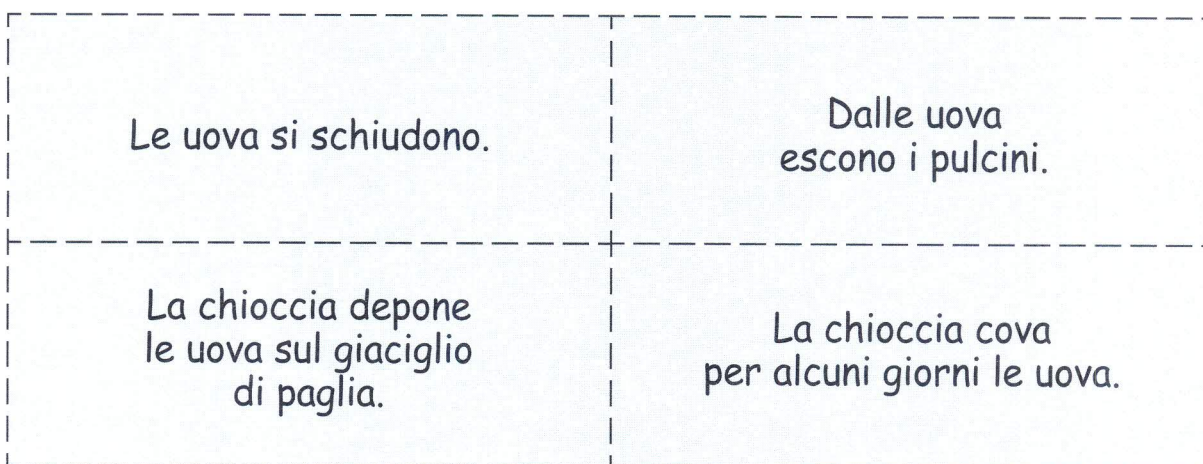 Le uova si schiudono.
Dalle uova
escono i pulcini.
La chioccia depone
le uova sul giaciglio
di paglia.
La chioccia cova
per alcuni giorni le uova.